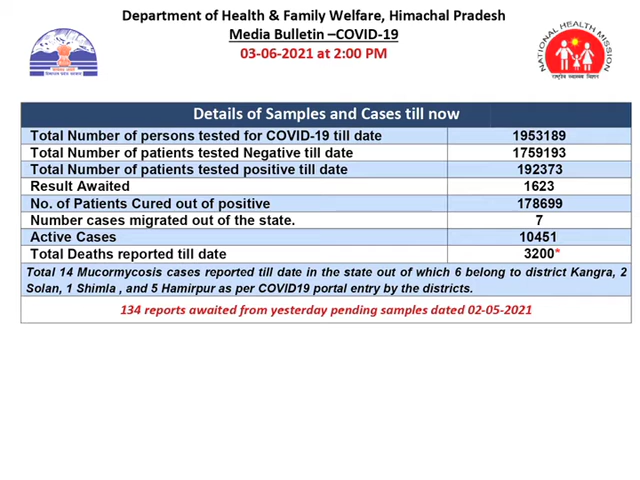 Department of Health & Family Welfare, Himachal Pradesh
Media Bulletin –COVID-19
03-06-2021 at 2:00 PM
NATIONAL HEALTH MISSION
राष्ट्रीय स्वास्थ्य मिशन
Details of Samples and Cases till now
Total Number of persons tested for COVID-19 till date 1953189
Total Number of patients tested Negative till date 1759193
Total Number of patients tested positive till date 192373
Result Awaited 1623
No. of Patients Cured out of positive 178699
Number cases migrated out of the state. 7
Active Cases 10451
Total Deaths reported till date 3200*
Total 14 Mucormycosis cases reported till date in the state out of which 6 belong to district Kangra, 2
Solan, 1 Shimla , and 5 Hamirpur as per COVID19 portal entry by the districts.
134 reports awaited from yesterday pending samples dated 02-05-2021